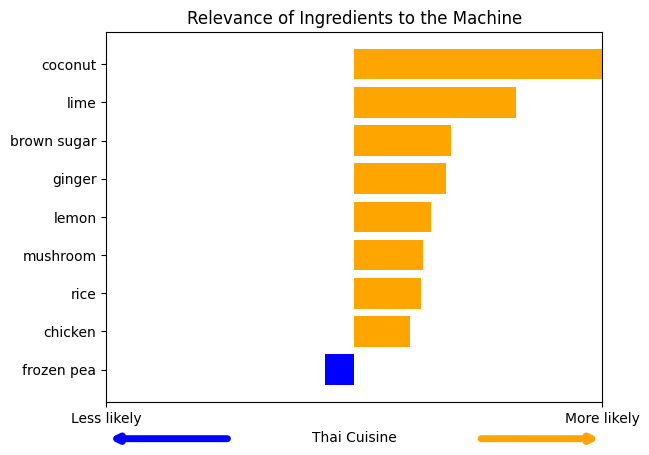 Relevance of Ingredients to the Machine
coconut
lime
brown sugar
ginger
lemon
mushroom
rice
chicken
frozen pea
Less likely
More likely
Thai Cuisine